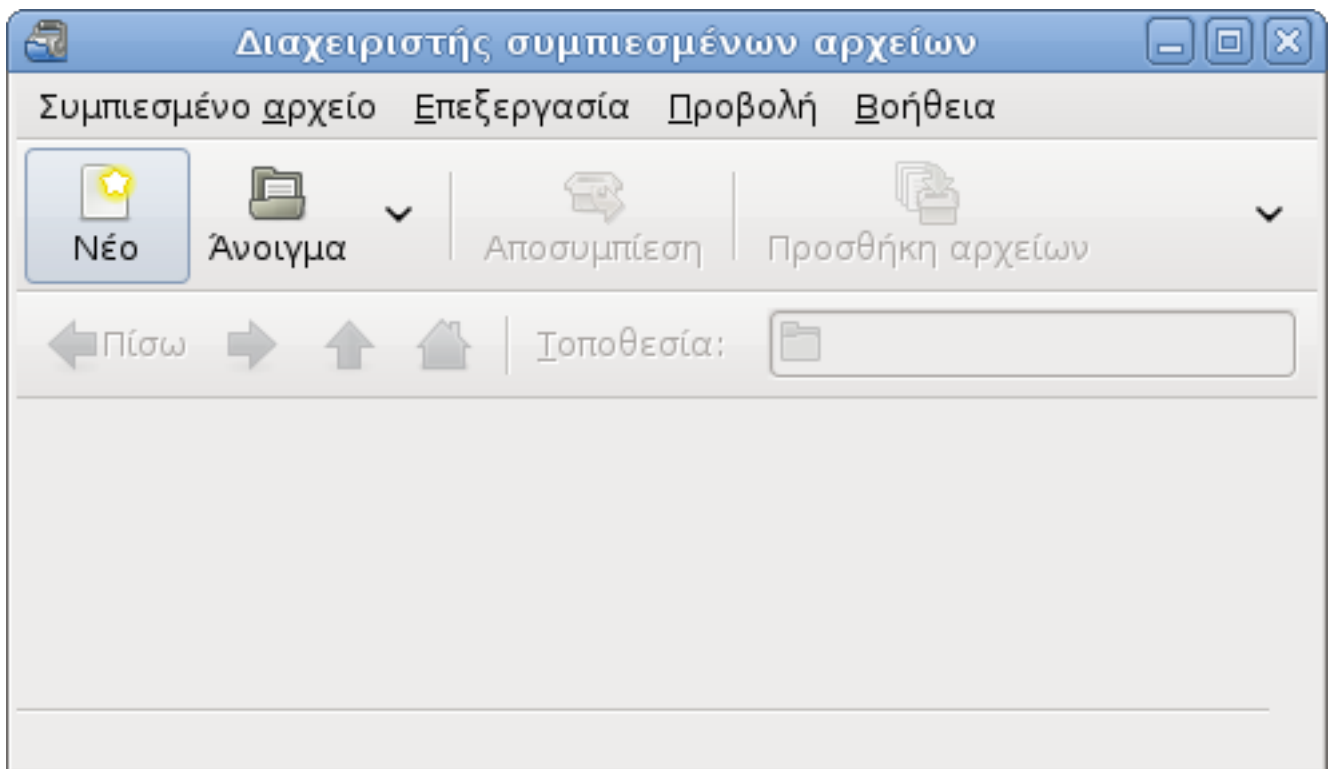 Διαχειριστής συμπιεσμένων αρχείων
Συμπιεσμένο αρχείο Επεξεργασία Προβολή Βοήθεια
Νέο Άνοιγμα Αποσυμπίεση Προσθήκη αρχείων
Πίσω Τοποθεσία: